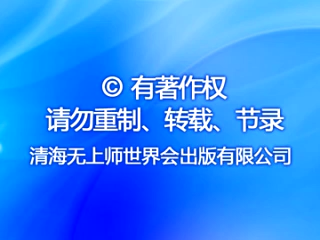 © 有著作权
请勿重制、转载、节录
清海无上师世界会出版有限公司